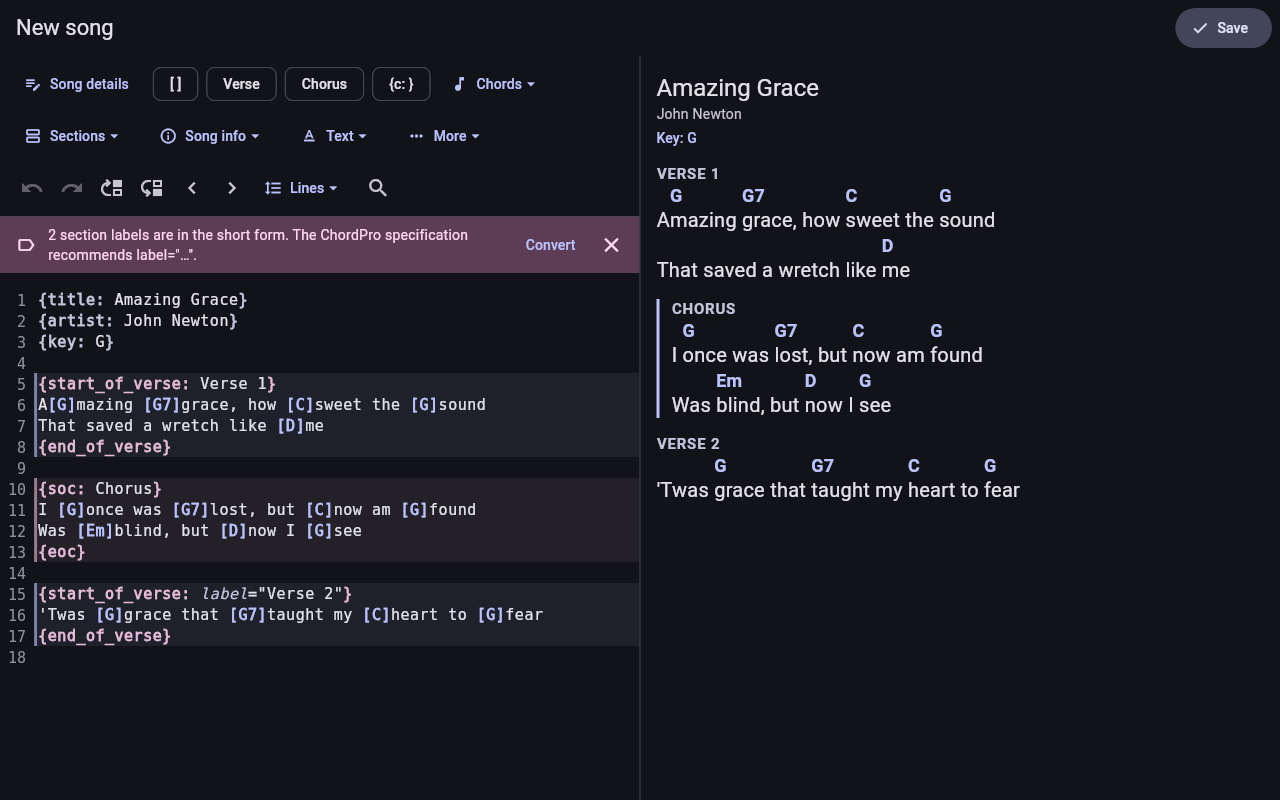 New song
Save
Song details
[ ]
Verse
Chorus
{c: }
Chords
Sections
Song info
Text
More
Lines
2 section labels are in the short form. The ChordPro specification
recommends label="…".
Convert
1 {title: Amazing Grace}
2 {artist: John Newton}
3 {key: G}
4
5 {start_of_verse: Verse 1}
6 A[G]mazing [G7]grace, how [C]sweet the [G]sound
7 That saved a wretch like [D]me
8 {end_of_verse}
9
10 {soc: Chorus}
11 I [G]once was [G7]lost, but [C]now am [G]found
12 Was [Em]blind, but [D]now I [G]see
13 {eoc}
14
15 {start_of_verse: label="Verse 2"}
16 'Twas [G]grace that [G7]taught my [C]heart to [G]fear
17 {end_of_verse}
18
Amazing Grace
John Newton
Key: G
VERSE 1
G G7 C G
Amazing grace, how sweet the sound
D
That saved a wretch like me
CHORUS
G G7 C G
I once was lost, but now am found
Em D G
Was blind, but now I see
VERSE 2
G G7 C G
'Twas grace that taught my heart to fear